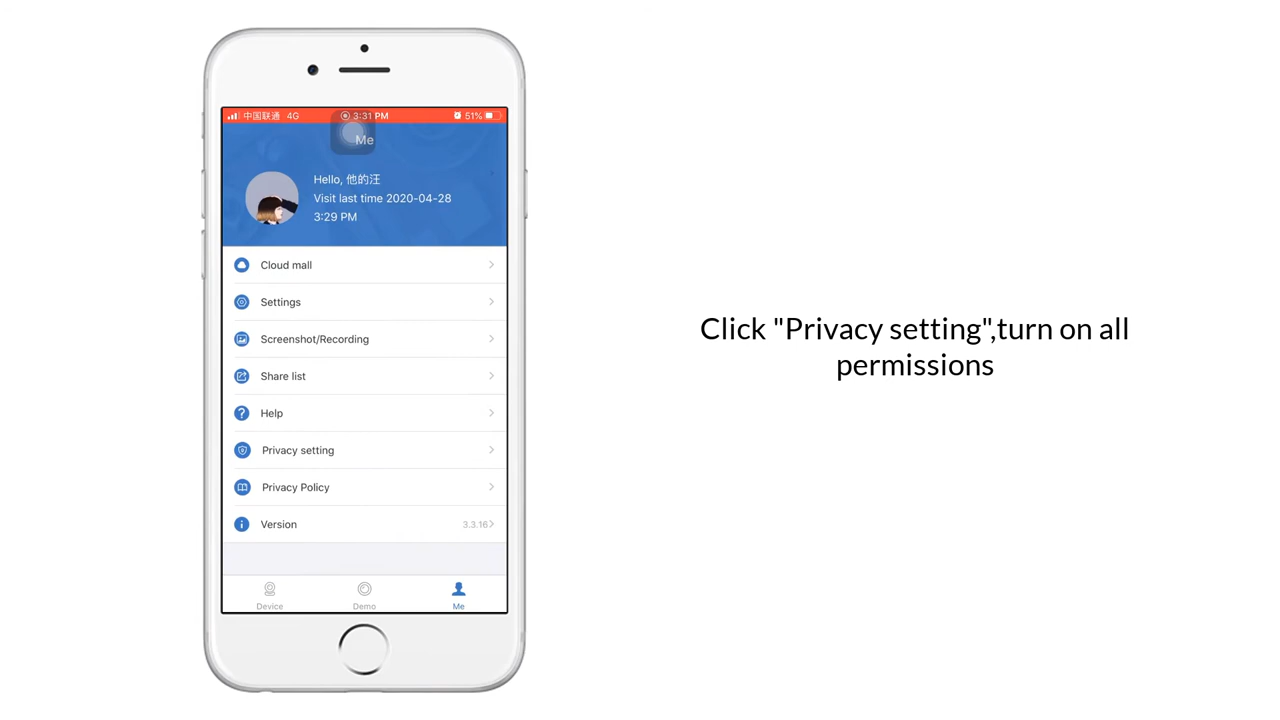 中国联通 4G 3:31 PM 51%
Me
Hello, 他的汪
Visit last time 2020-04-28
3:29 PM
Cloud mall
Settings
Screenshot/Recording
Share list
Help
Privacy setting
Privacy Policy
Version 3.3.16
Device Demo Me
Click "Privacy setting",turn on all
permissions